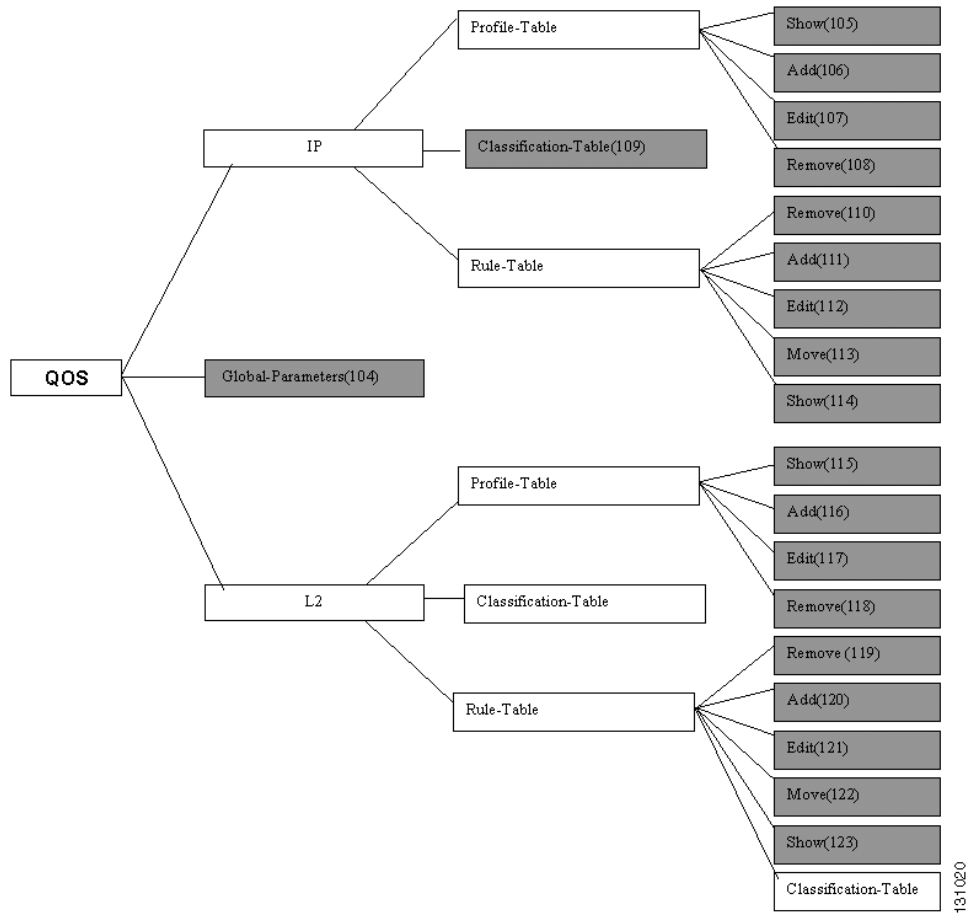 Profile-Table
Show(105)
Add(106)
Edit(107)
IP
Classification-Table(109)
Remove(108)
Remove(110)
Rule-Table
Add(111)
Edit(112)
Move(113)
QOS
Global-Parameters(104)
Show(114)
Profile-Table
Show(115)
Add(116)
Edit(117)
L2
Classification-Table
Remove(118)
Remove (119)
Rule-Table
Add(120)
Edit(121)
Move(122)
Show(123)
Classification-Table
131020